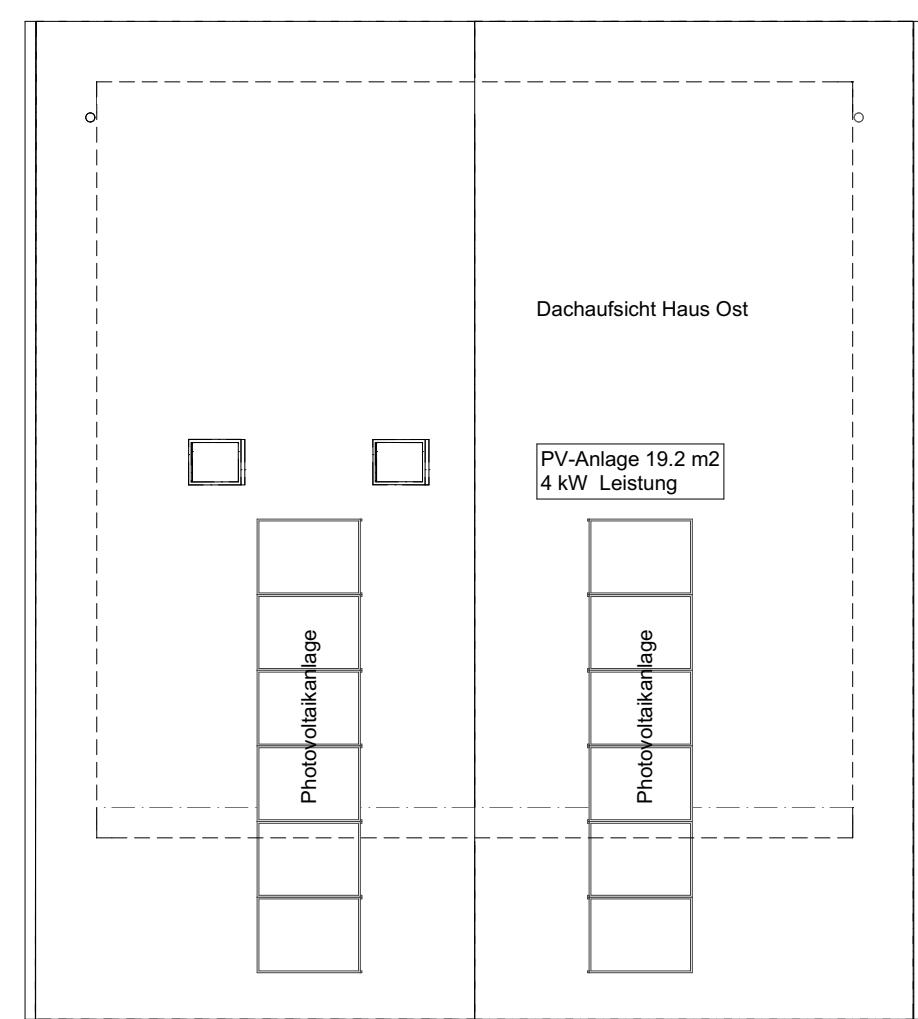 Dachaufsicht Haus Ost
PV-Anlage 19.2 m2
4 kW Leistung
Photovoltaikanlage
Photovoltaikanlage